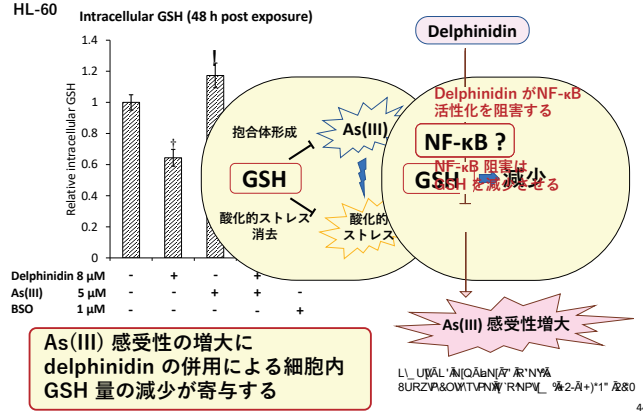 HL-60
Intracellular GSH (48 h post exposure)
Relative intracellular GSH
1.4
1.2
1
0.8
0.6
0.4
0.2
0
†
Delphinidin 8 μM - + - + -
As(III) 5 μM - - + + -
BSO 1 μM - - - - +
抱合体形成
As(III)
GSH
酸化的ストレス
消去
酸化的
ストレス
Delphinidin
Delphinidin がNF-κB
活性化を阻害する
NF-κB ?
NF-κB 阻害は
GSH を減少させる
GSH
減少
As(III) 感受性増大
As(III) 感受性の増大に
delphinidin の併用による細胞内
GSH 量の減少が寄与する